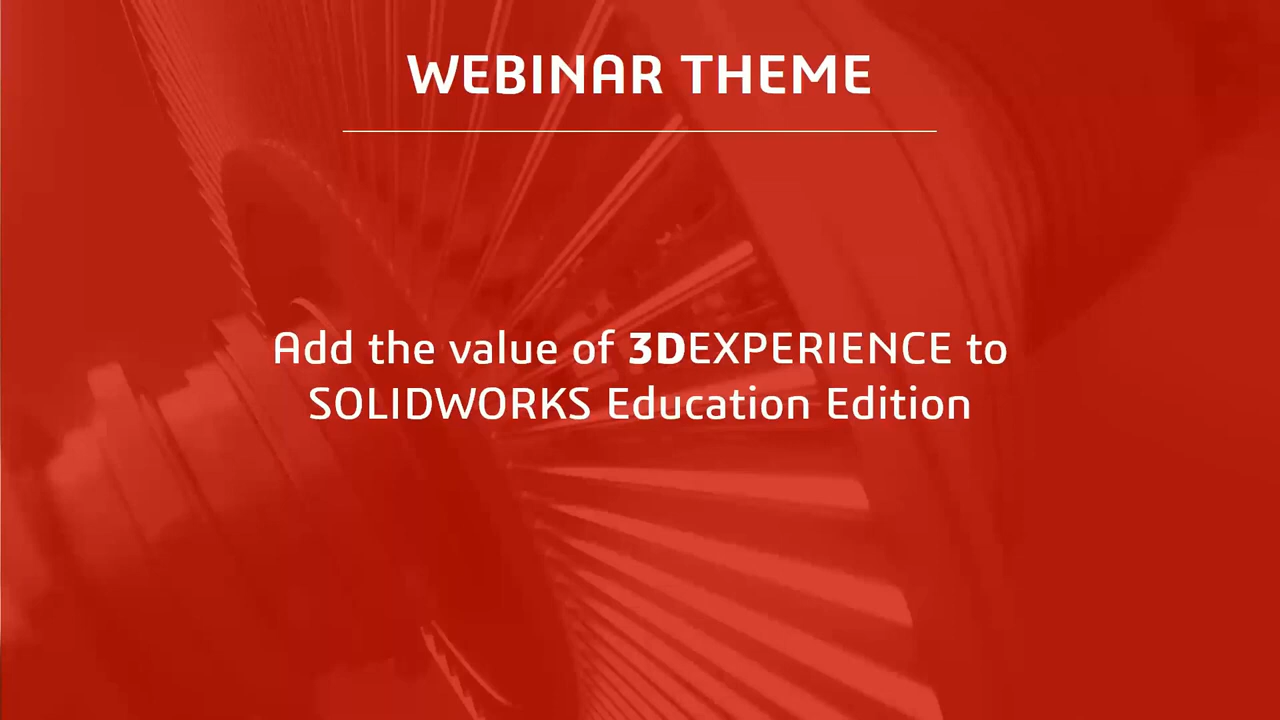 WEBINAR THEME
Add the value of 3DEXPERIENCE to
SOLIDWORKS Education Edition